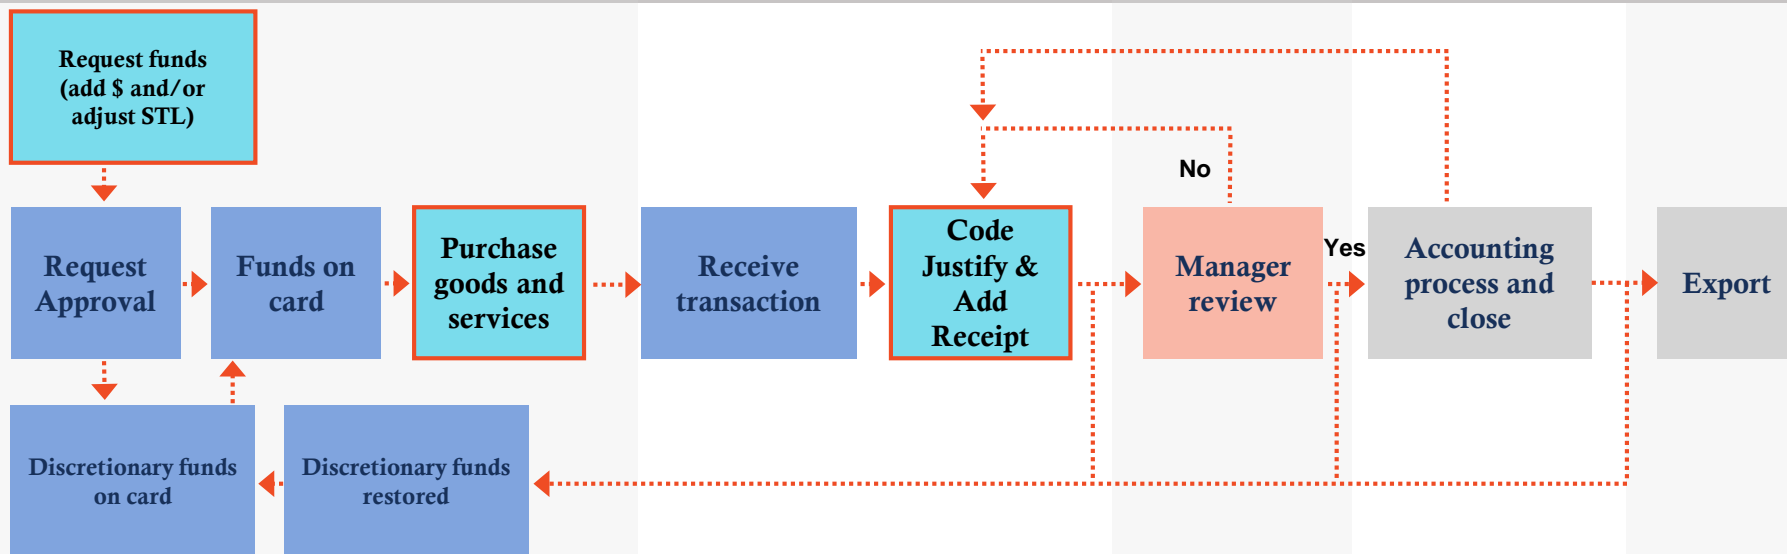 Request funds
(add $ and/or
adjust STL)
No
Request
Approval
Funds on
card
Purchase
goods and
services
Receive
transaction
Code
Justify &
Add
Receipt
Manager
review
Yes
Accounting
process and
close
Export
Discretionary funds
on card
Discretionary funds
restored